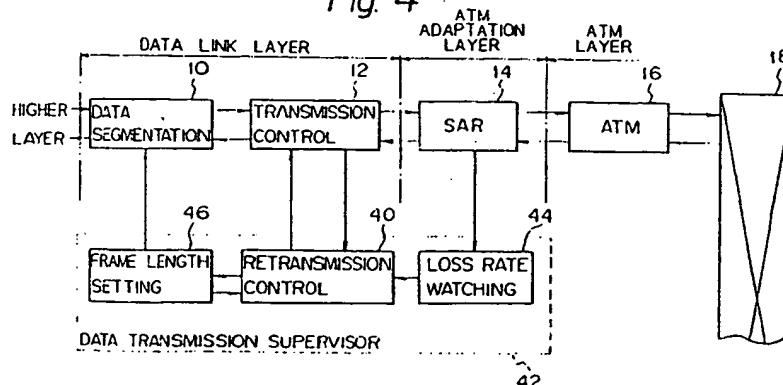 Fig. 4
DATA LINK LAYER
ATM
ADAPTATION
LAYER
ATM
LAYER
10
12
14
16
18
HIGHER
LAYER
DATA
SEGMENTATION
TRANSMISSION
CONTROL
SAR
ATM
46
40
44
FRAME LENGTH
SETTING
RETRANSMISSION
CONTROL
LOSS RATE
WATCHING
DATA TRANSMISSION SUPERVISOR
42